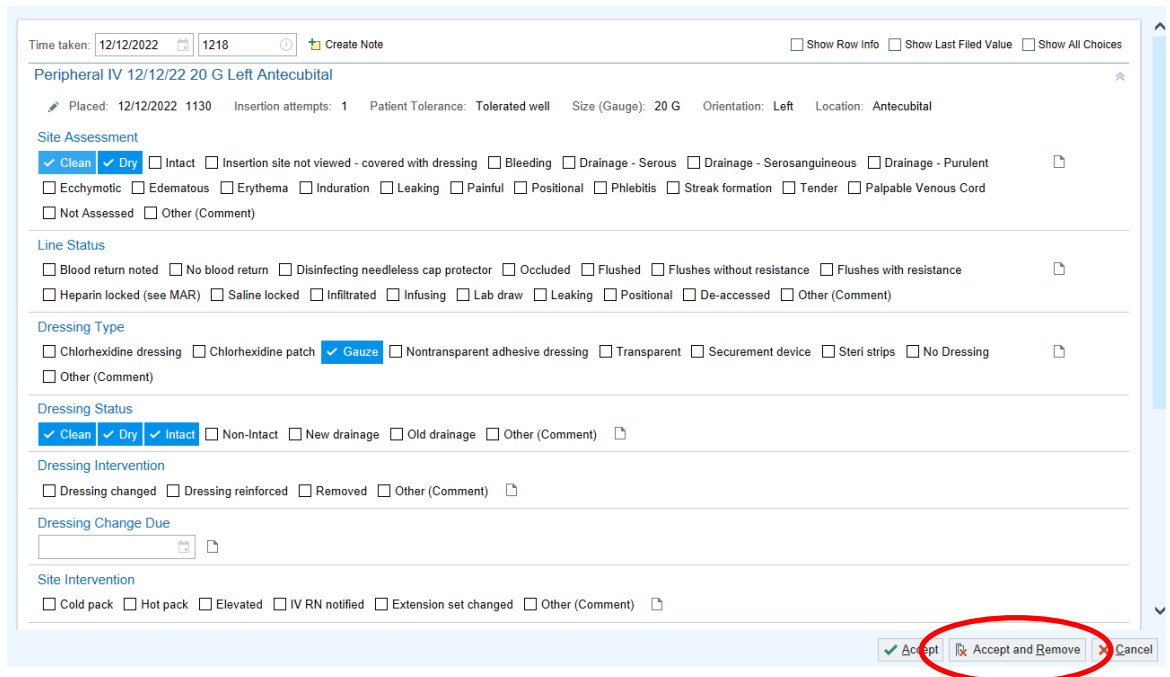 Time taken: 12/12/2022 1218 Create Note Show Row Info Show Last Filed Value Show All Choices
Peripheral IV 12/12/22 20 G Left Antecubital
Placed: 12/12/2022 1130 Insertion attempts: 1 Patient Tolerance: Tolerated well Size (Gauge): 20 G Orientation: Left Location: Antecubital
Site Assessment
Clean Dry Intact Insertion site not viewed - covered with dressing Bleeding Drainage - Serous Drainage - Serosanguineous Drainage - Purulent
Ecchymotic Edematous Erythema Induration Leaking Painful Positional Phlebitis Streak formation Tender Palpable Venous Cord
Not Assessed Other (Comment)
Line Status
Blood return noted No blood return Disinfecting needleless cap protector Occluded Flushed Flushes without resistance Flushes with resistance
Heparin locked (see MAR) Saline locked Infiltrated Infusing Lab draw Leaking Positional De-accessed Other (Comment)
Dressing Type
Chlorhexidine dressing Chlorhexidine patch Gauze Nontransparent adhesive dressing Transparent Securement device Steri strips No Dressing
Other (Comment)
Dressing Status
Clean Dry Intact Non-Intact New drainage Old drainage Other (Comment)
Dressing Intervention
Dressing changed Dressing reinforced Removed Other (Comment)
Dressing Change Due
Site Intervention
Cold pack Hot pack Elevated IV RN notified Extension set changed Other (Comment)
Accept Accept and Remove Cancel